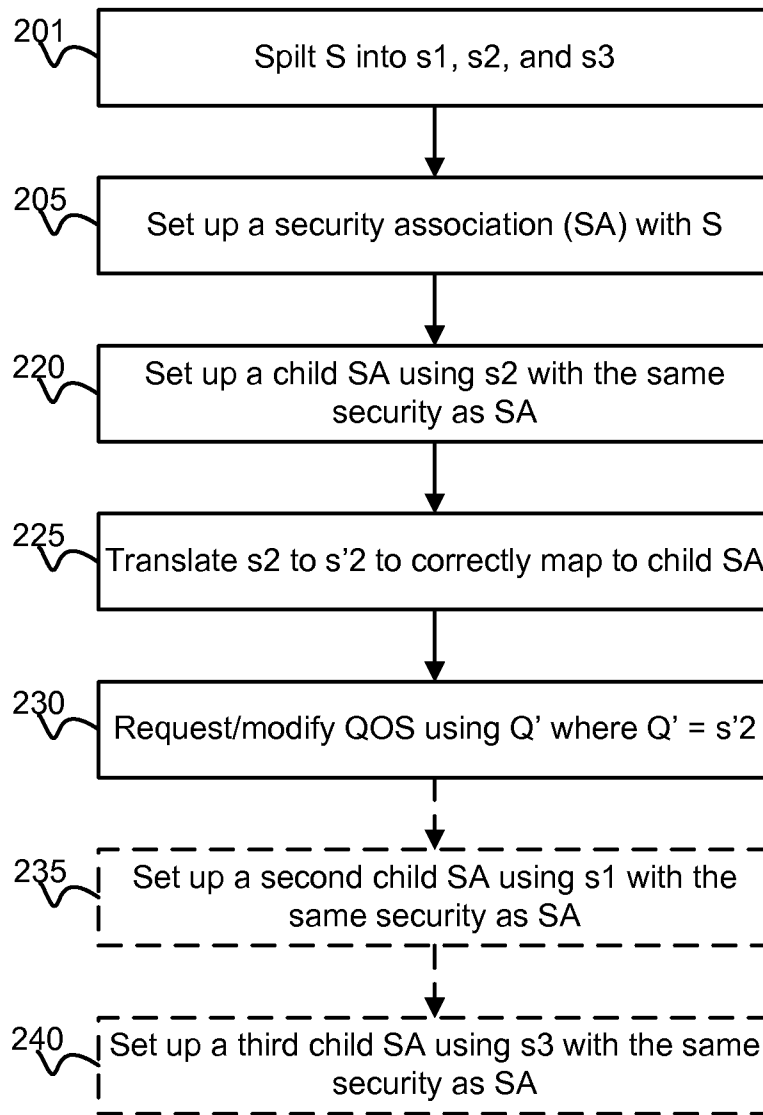 201
Spilt S into s1, s2, and s3
205
Set up a security association (SA) with S
220
Set up a child SA using s2 with the same
security as SA
225
Translate s2 to s'2 to correctly map to child SA
230
Request/modify QOS using Q' where Q' = s'2
235
Set up a second child SA using s1 with the
same security as SA
240
Set up a third child SA using s3 with the same
security as SA